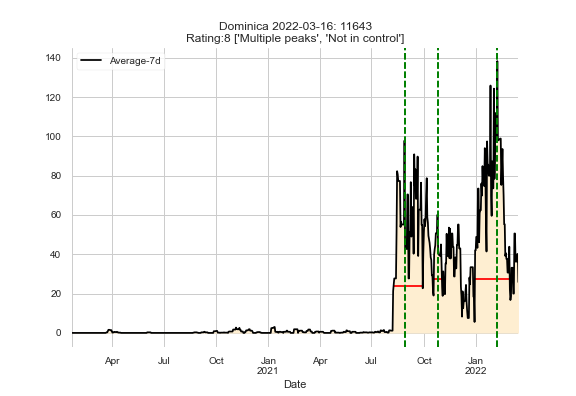 Dominica 2022-03-16: 11643
Rating:8 ['Multiple peaks', 'Not in control']
Average-7d
140
120
100
80
60
40
20
0
Apr
Jul
Oct
Jan
2021
Apr
Jul
Oct
Jan
2022
Date